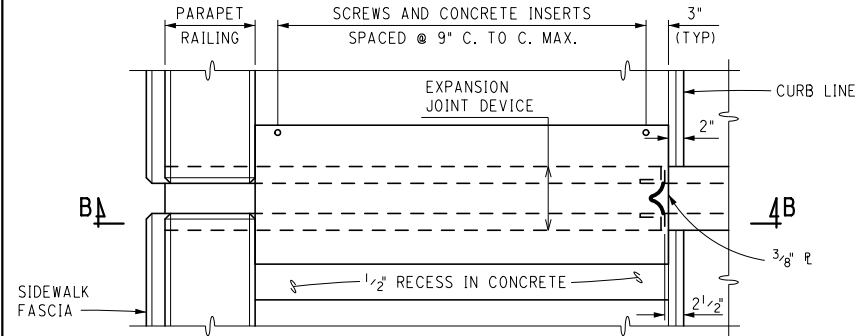 PARAPET
RAILING
SCREWS AND CONCRETE INSERTS
SPACED @ 9" C. TO C. MAX.
3"
(TYP)
EXPANSION
JOINT DEVICE
CURB LINE
2"
B
B
3/8" ℄
1/2" RECESS IN CONCRETE
SIDEWALK
FASCIA
2 1/2"